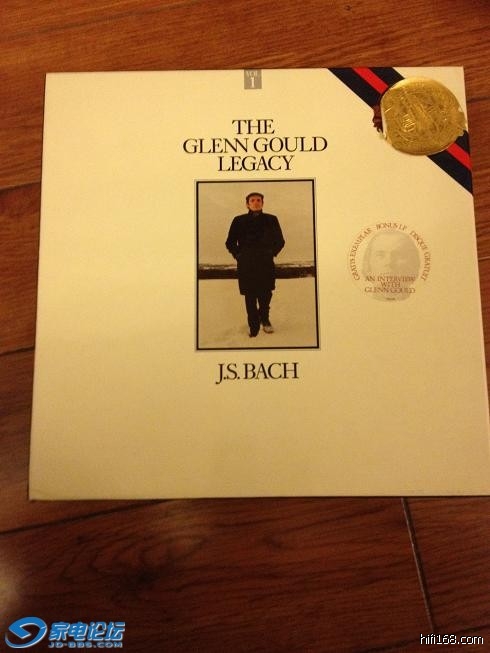 VOL
1
THE
GLENN GOULD
LEGACY
GRATIS EXEMPLAR BONUS LP DISQUE GRATUIT
AN INTERVIEW
WITH
GLENN GOULD
J.S. BACH
家电论坛
JD-BBS.COM
hifi168.com